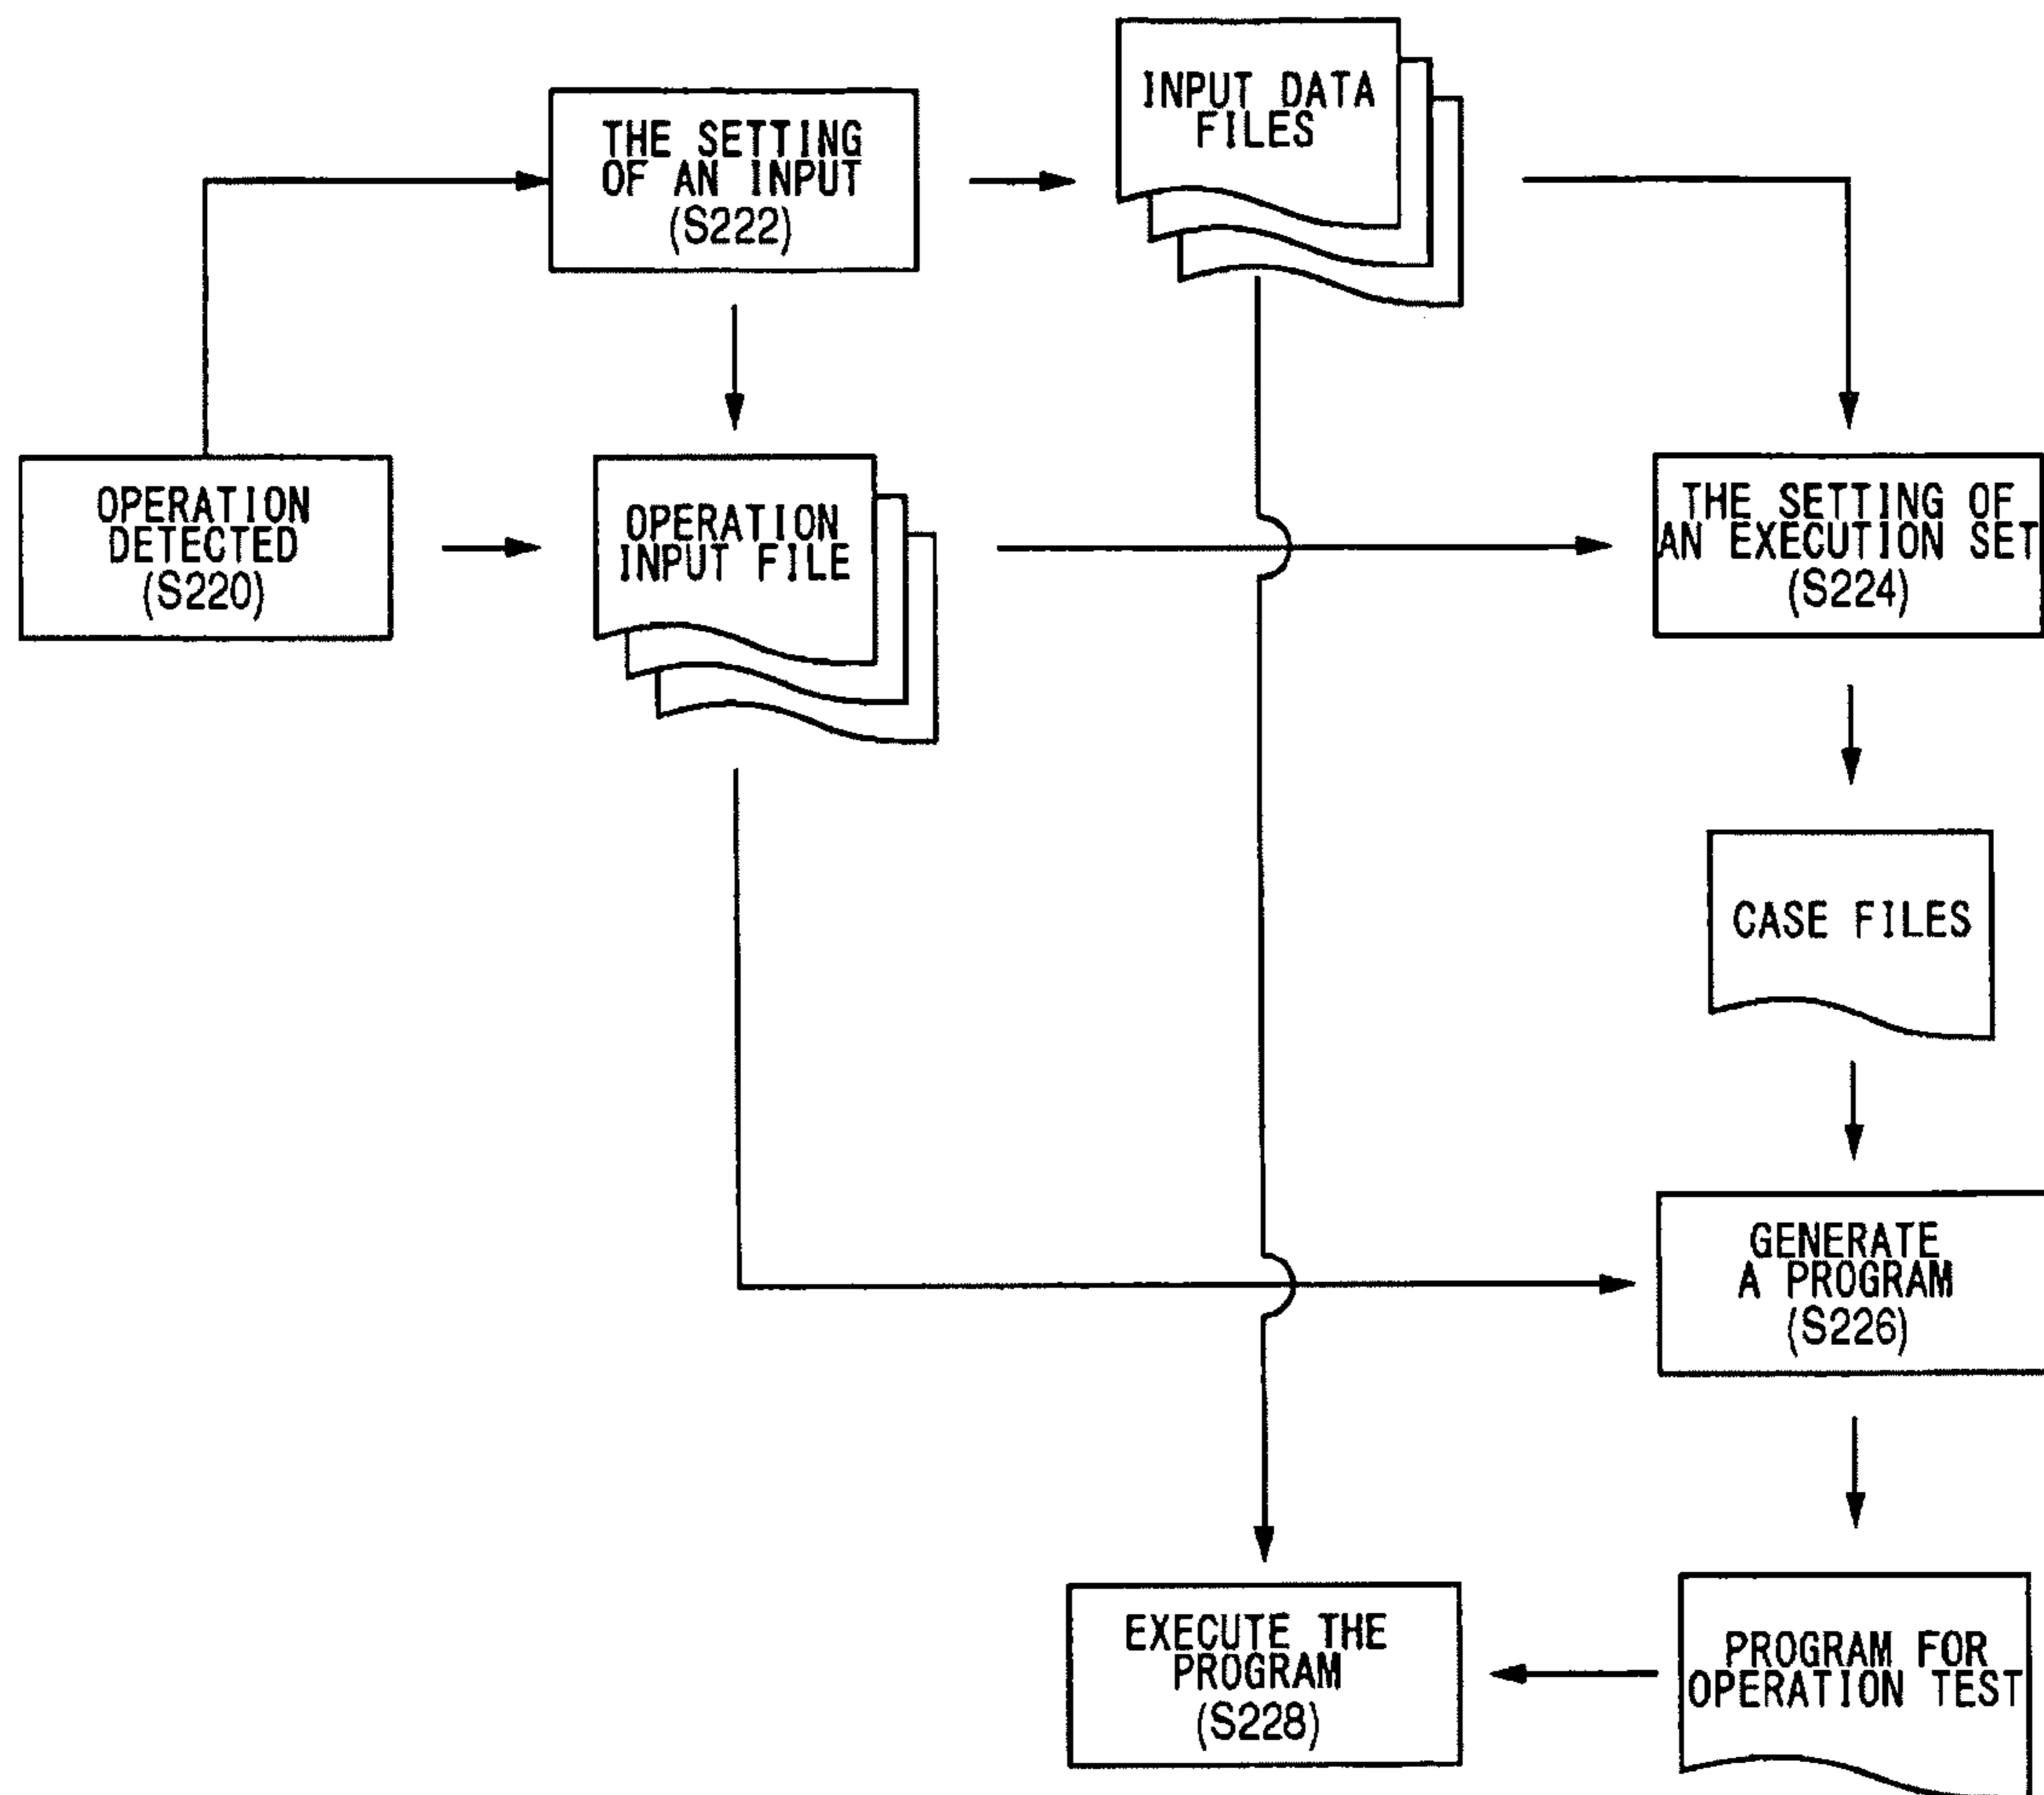 THE SETTING
OF AN INPUT
(S222)
INPUT DATA
FILES
OPERATION
DETECTED
(S220)
OPERATION
INPUT FILE
THE SETTING OF
AN EXECUTION SET
(S224)
CASE FILES
GENERATE
A PROGRAM
(S226)
EXECUTE THE
PROGRAM
(S228)
PROGRAM FOR
OPERATION TEST